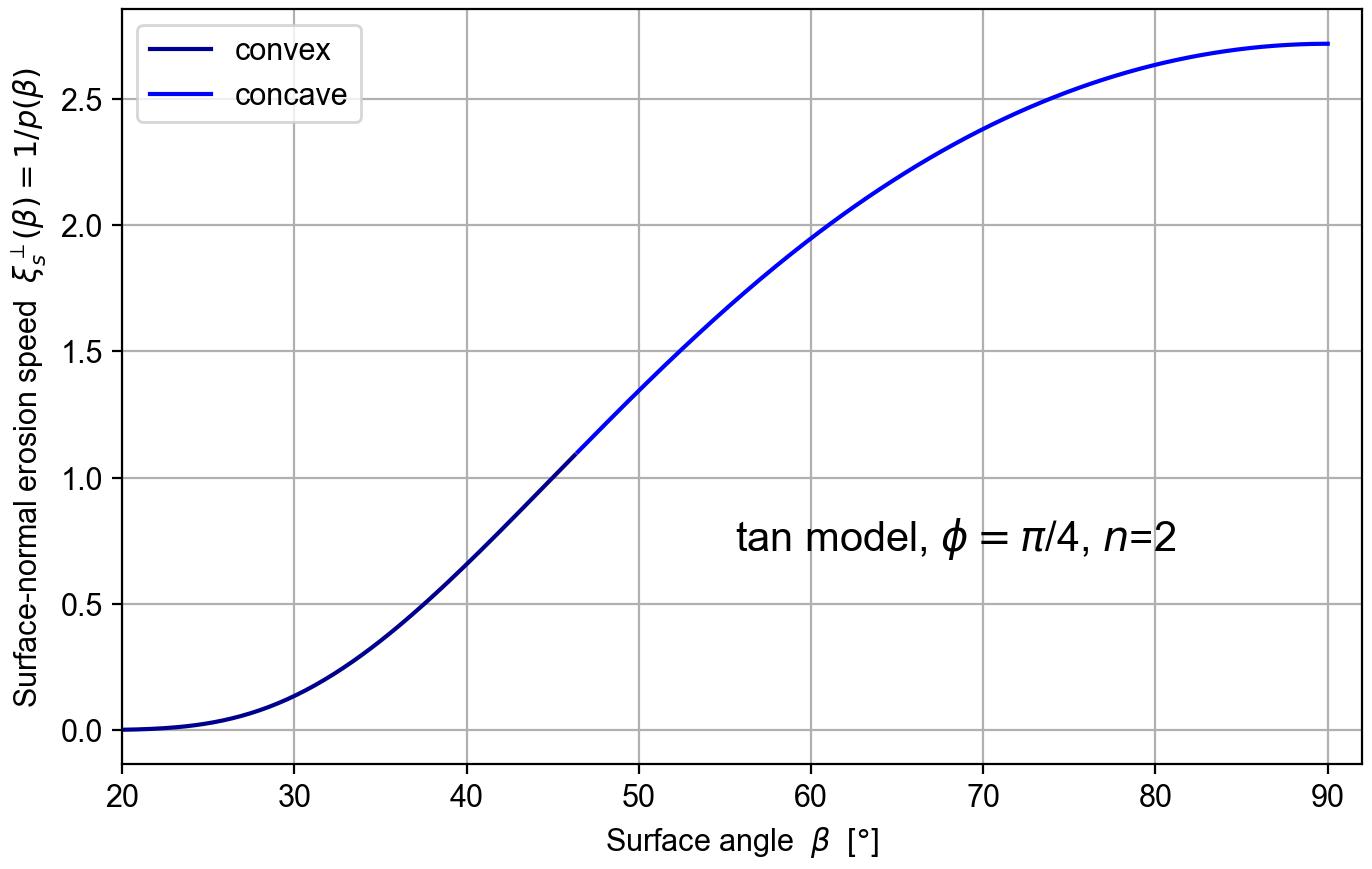 convex
concave
Surface-normal erosion speed ξₛ^⊥(β) = 1/p(β)
2.5
2.0
1.5
1.0
0.5
0.0
tan model, ϕ = π/4, n=2
20 30 40 50 60 70 80 90
Surface angle β [°]